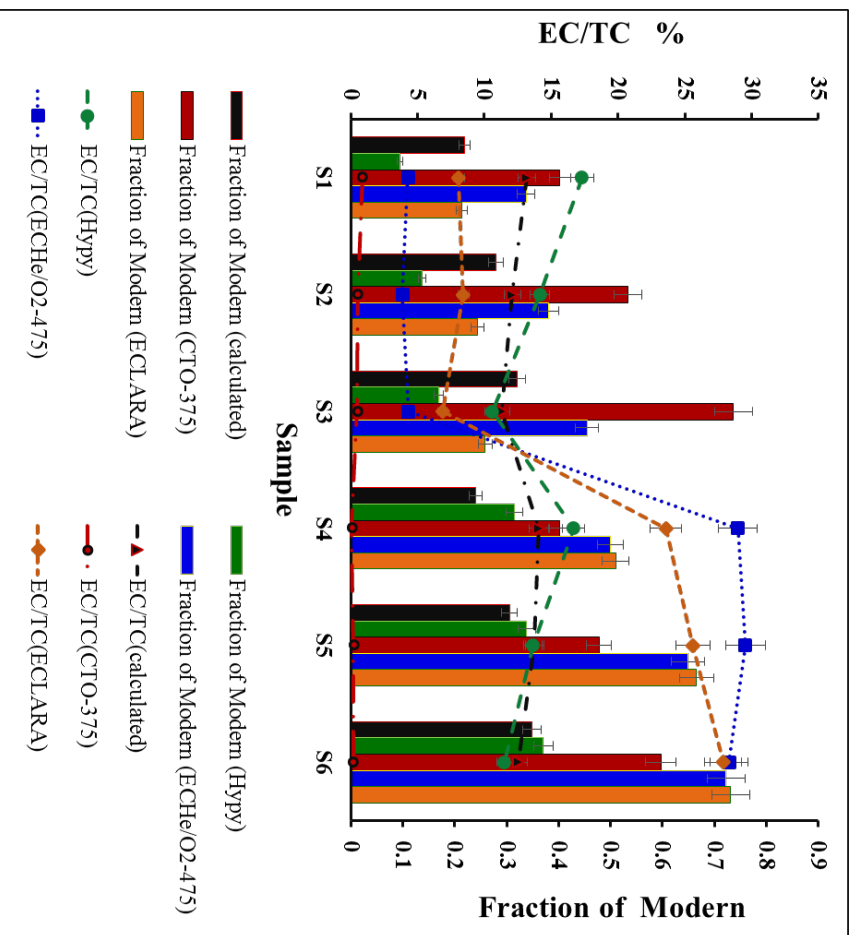 EC/TC %
0 5 10 15 20 25 30 35
S1
S2
S3
S4
S5
S6
Sample
0 0.1 0.2 0.3 0.4 0.5 0.6 0.7 0.8 0.9
Fraction of Modern
Fraction of Modern (calculated)
Fraction of Modern (Hypy)
Fraction of Modern (CTO-375)
Fraction of Modern (ECHe/O2-475)
Fraction of Modern (ECLARA)
EC/TC(calculated)
EC/TC(Hypy)
EC/TC(CTO-375)
EC/TC(ECHe/O2-475)
EC/TC(ECLARA)